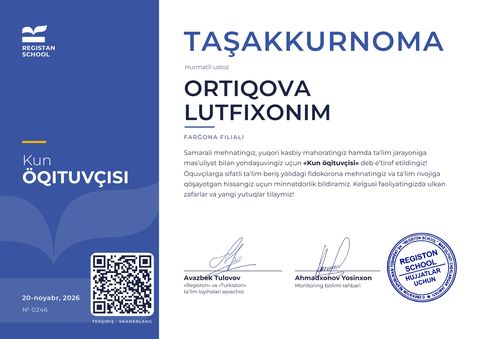 REGISTAN
SCHOOL
Kun
ÖQITUVÇISI
20-noyabr, 2026
№ 0246
TEKŞIRIŞ - SKANERLANG
TAŞAKKURNOMA
Hurmatli ustoz
ORTIQOVA
LUTFIXONIM
FARĞONA FILIALI
Samarali mehnatingiz, yuqori kasbiy mahoratingiz hamda ta’lim jarayoniga
mas’uliyat bilan yondaşuvingiz uçun «Kun öqituvçisi» deb e’tirof etildingiz!
Öquvçilarga sifatli ta’lim beriş yölidagi fidokorona mehnatingiz va ta’lim rivojiga
qöşayotgan hissangiz uçun minnatdorlik bildiramiz. Kelgusi faoliyatingizda ulkan
zafarlar va yangi yutuqlar tilaymiz!
Avazbek Tulovov
«Registon» va «Turkiston»
ta’lim loyihalari asoschisi
Ahmadxonov Yosinxon
Monitoring bölimi rahbari
REGISTON
SCHOOL
HUJJATLAR
UCHUN